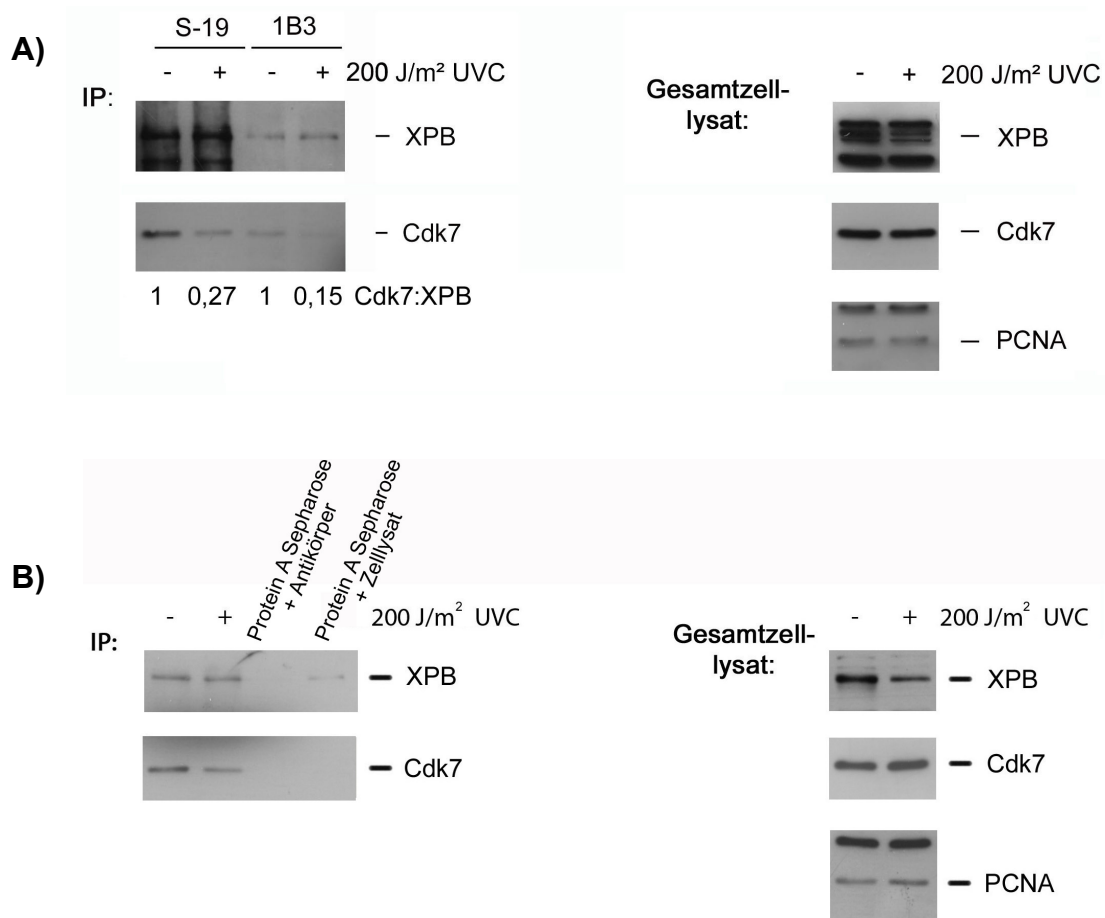 A)
S-19 1B3
- + - + 200 J/m² UVC
IP:
XPB
Cdk7
1 0,27 1 0,15 Cdk7:XPB
Gesamtzell-
lysat:
- + 200 J/m² UVC
XPB
Cdk7
PCNA
B)
Protein A Sepharose
+ Antikörper
Protein A Sepharose
+ Zelllysat
- + 200 J/m² UVC
IP:
XPB
Cdk7
Gesamtzell-
lysat:
- + 200 J/m² UVC
XPB
Cdk7
PCNA